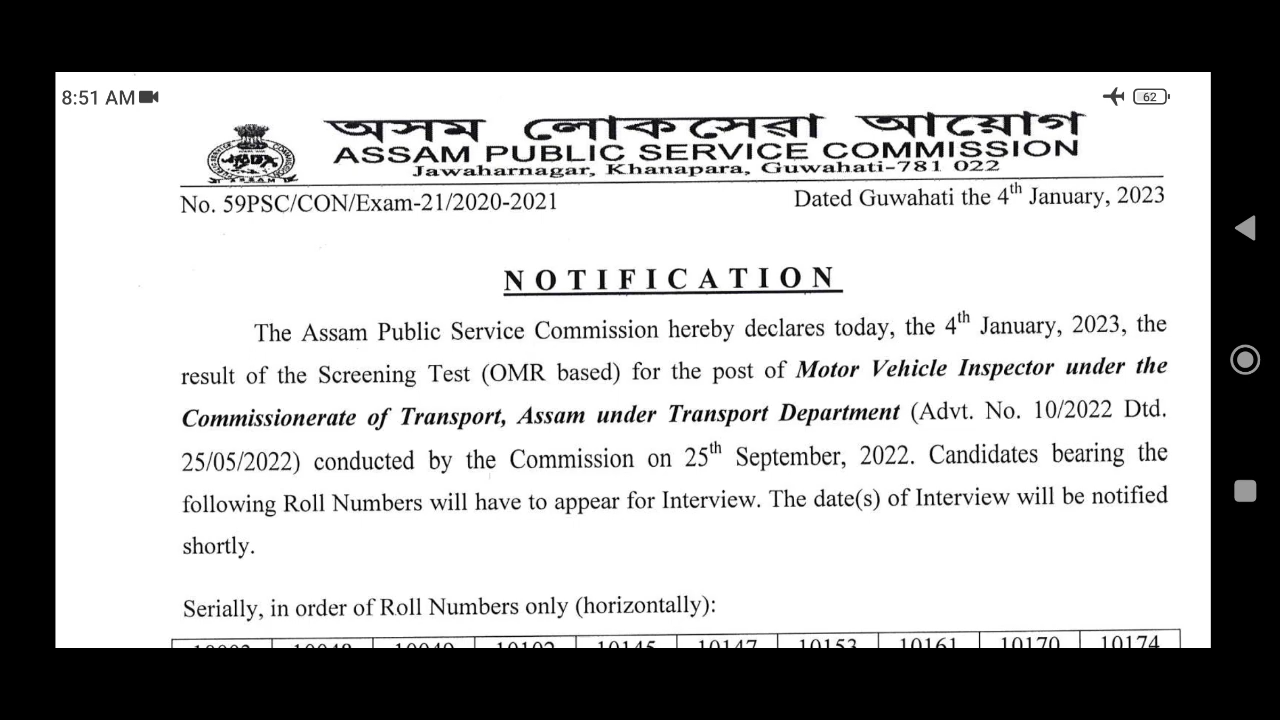 8:51 AM
62
অসম লোকসেৱা আয়োগ
ASSAM PUBLIC SERVICE COMMISSION
Jawaharnagar, Khanapara, Guwahati-781 022
No. 59PSC/CON/Exam-21/2020-2021 Dated Guwahati the 4th January, 2023
NOTIFICATION
The Assam Public Service Commission hereby declares today, the 4th January, 2023, the
result of the Screening Test (OMR based) for the post of Motor Vehicle Inspector under the
Commissionerate of Transport, Assam under Transport Department (Advt. No. 10/2022 Dtd.
25/05/2022) conducted by the Commission on 25th September, 2022. Candidates bearing the
following Roll Numbers will have to appear for Interview. The date(s) of Interview will be notified
shortly.
Serially, in order of Roll Numbers only (horizontally):
10145 10147 10153 10161 10170 10174